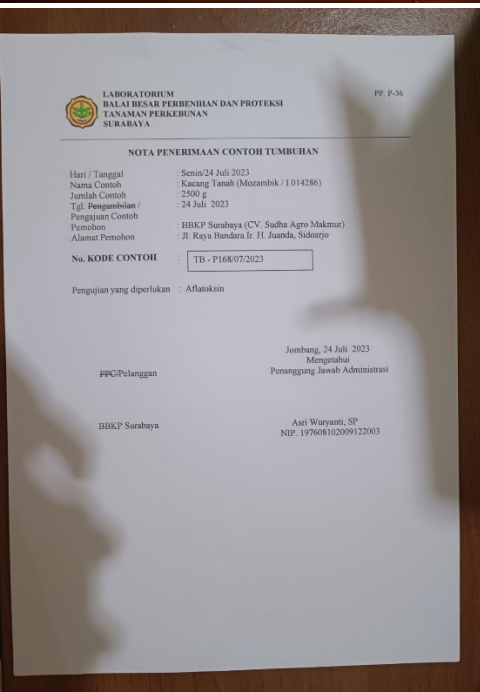 LABORATORIUM PF. P-36
BALAI BESAR PERBENIHAN DAN PROTEKSI
TANAMAN PERKEBUNAN
SURABAYA
NOTA PENERIMAAN CONTOH TUMBUHAN
Hari / Tanggal : Senin/24 Juli 2023
Nama Contoh : Kacang Tanah (Mozambik / I 014286)
Jumlah Contoh : 2500 g
Tgl. Pengambilan / : 24 Juli 2023
Pengajuan Contoh
Pemohon : BBKP Surabaya (CV. Sudha Agro Makmur)
Alamat Pemohon : Jl. Raya Bandara Ir. H. Juanda, Sidoarjo
No. KODE CONTOH : TB - P168/07/2023
Pengujian yang diperlukan : Aflatoksin
Jombang, 24 Juli 2023
Mengetahui
PPC/Pelanggan Penanggung Jawab Administrasi
BBKP Surabaya Asri Wuryanti, SP
NIP. 197608102009122003